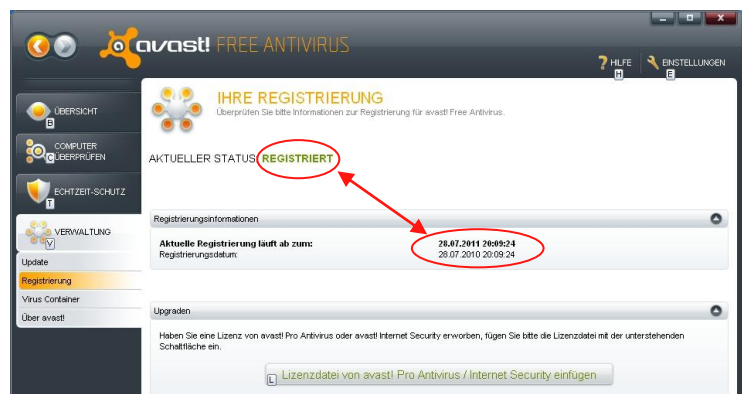 avast! FREE ANTIVIRUS
HILFE
H
EINSTELLUNGEN
E
ÜBERSICHT
B
COMPUTER
ÜBERPRÜFEN
C
ECHTZEIT-SCHUTZ
T
VERWALTUNG
V
Update
Registrierung
Virus Container
Über avast!
IHRE REGISTRIERUNG
Überprüfen Sie bitte Informationen zur Registrierung für avast! Free Antivirus.
AKTUELLER STATUS: REGISTRIERT
Registrierungsinformationen
Aktuelle Registrierung läuft ab zum: 28.07.2011 20:09:24
Registrierungsdatum: 28.07.2010 20:09:24
Upgraden
Haben Sie eine Lizenz von avast! Pro Antivirus oder avast! Internet Security erworben, fügen Sie bitte die Lizenzdatei mit der unterstehenden
Schaltfläche ein.
L
Lizenzdatei von avast! Pro Antivirus / Internet Security einfügen